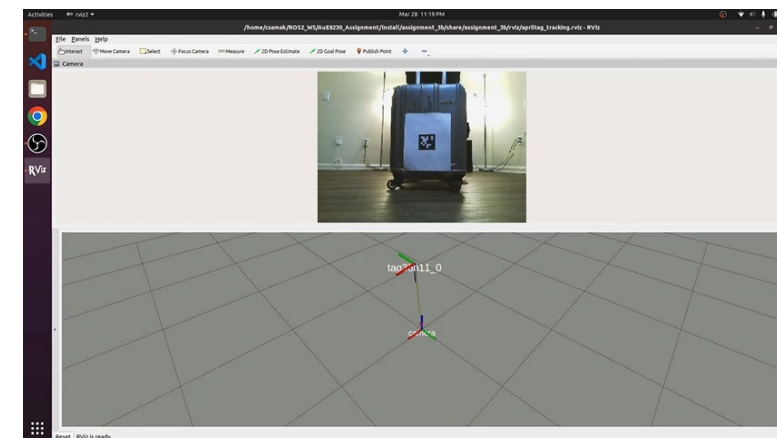 Activities rviz2 Mar 28 11:19 PM
/home/csamak/ROS2_WS/AuE8230_Assignment/install/assignment_3b/share/assignment_3b/rviz/apriltag_tracking.rviz - RViz
File Panels Help
Interact Move Camera Select Focus Camera Measure 2D Pose Estimate 2D Goal Pose Publish Point
Camera
RViz
tag36h11_0
camera
Reset RViz is ready.